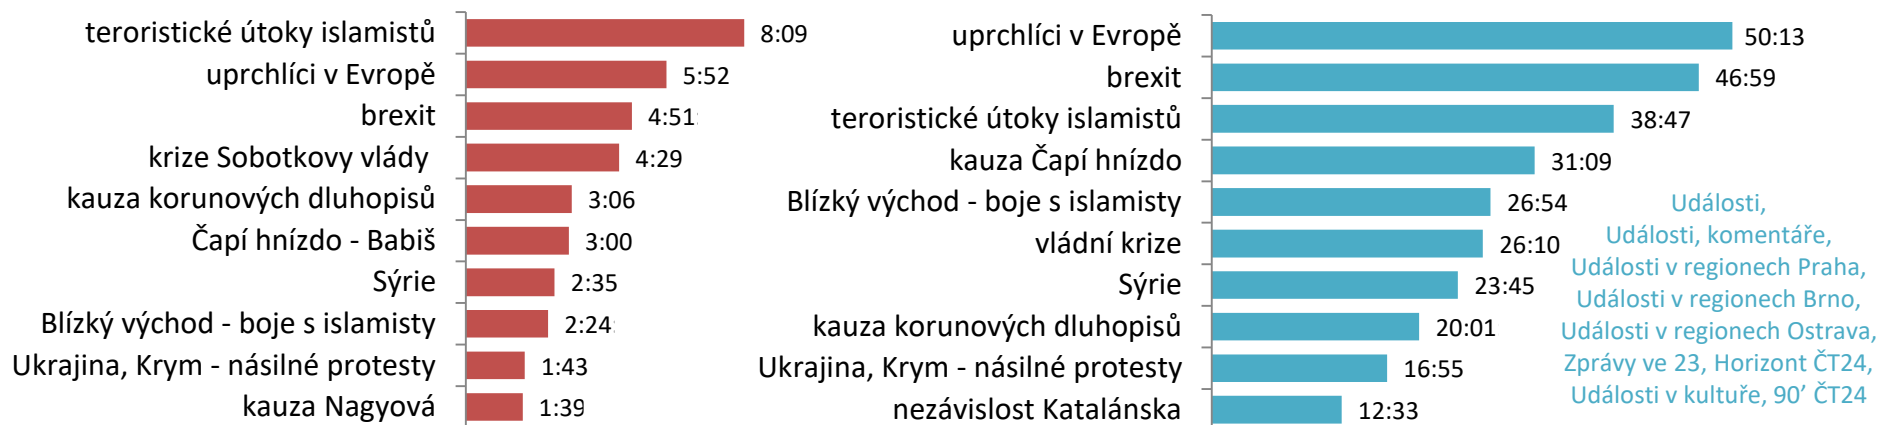 teroristické útoky islamistů 8:09
uprchlíci v Evropě 5:52
brexit 4:51
krize Sobotkovy vlády 4:29
kauza korunových dluhopisů 3:06
Čapí hnízdo - Babiš 3:00
Sýrie 2:35
Blízký východ - boje s islamisty 2:24
Ukrajina, Krym - násilné protesty 1:43
kauza Nagyová 1:39
uprchlíci v Evropě 50:13
brexit 46:59
teroristické útoky islamistů 38:47
kauza Čapí hnízdo 31:09
Blízký východ - boje s islamisty 26:54
vládní krize 26:10
Sýrie 23:45
kauza korunových dluhopisů 20:01
Ukrajina, Krym - násilné protesty 16:55
nezávislost Katalánska 12:33
Události,
Události, komentáře,
Události v regionech Praha,
Události v regionech Brno,
Události v regionech Ostrava,
Zprávy ve 23, Horizont ČT24,
Události v kultuře, 90’ ČT24